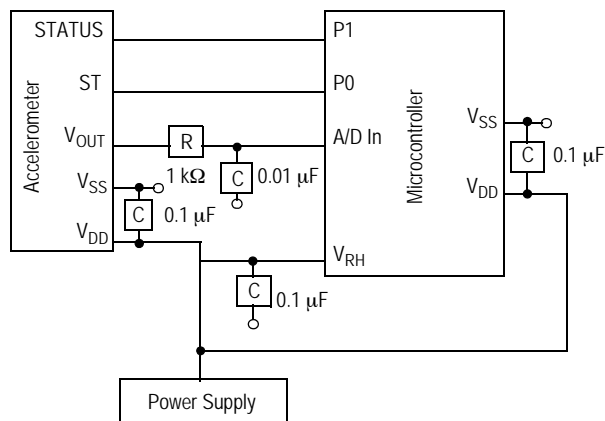 STATUS
ST
VOUT
VSS
VDD
Accelerometer
R
1 kΩ
C
0.01 μF
C
0.1 μF
C
0.1 μF
P1
P0
A/D In
VRH
Microcontroller
VSS
VDD
C
0.1 μF
Power Supply